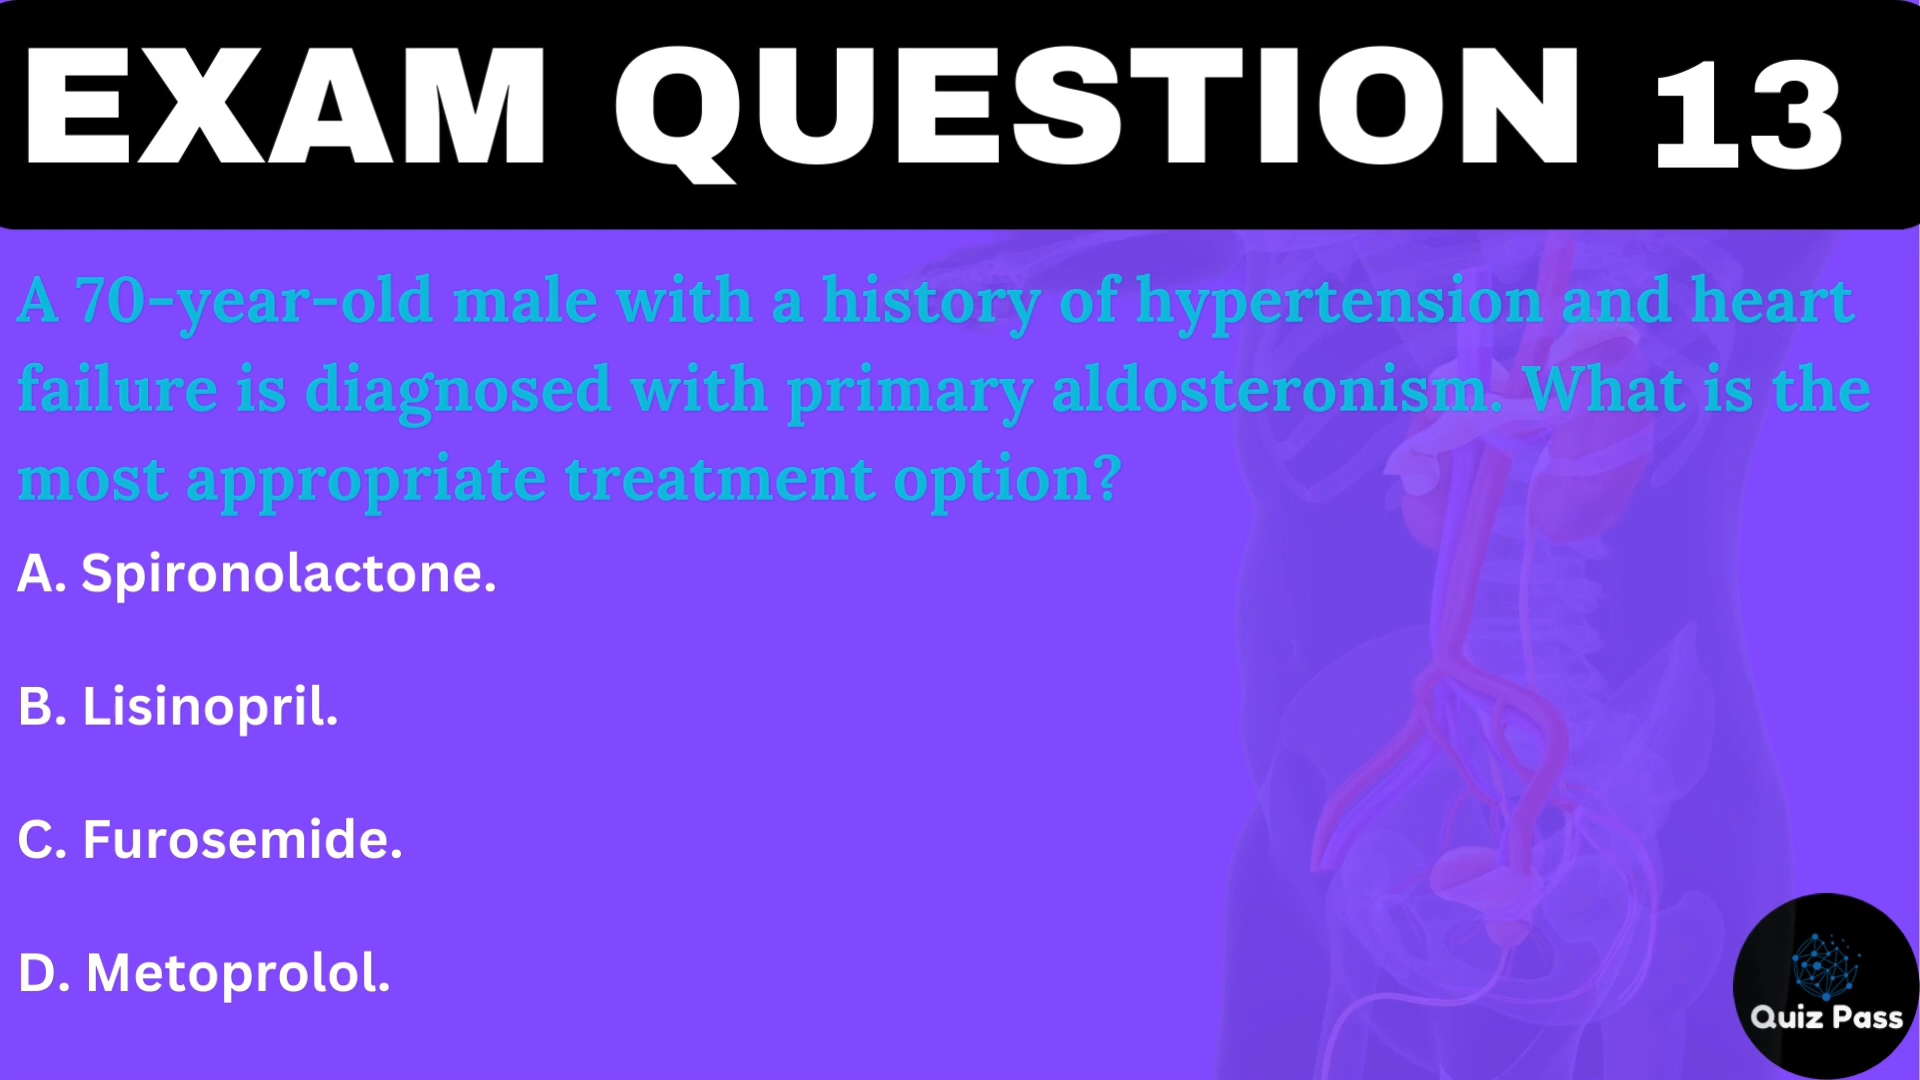 EXAM QUESTION 13
A 70-year-old male with a history of hypertension and heart
failure is diagnosed with primary aldosteronism. What is the
most appropriate treatment option?
A. Spironolactone.
B. Lisinopril.
C. Furosemide.
D. Metoprolol.
Quiz Pass